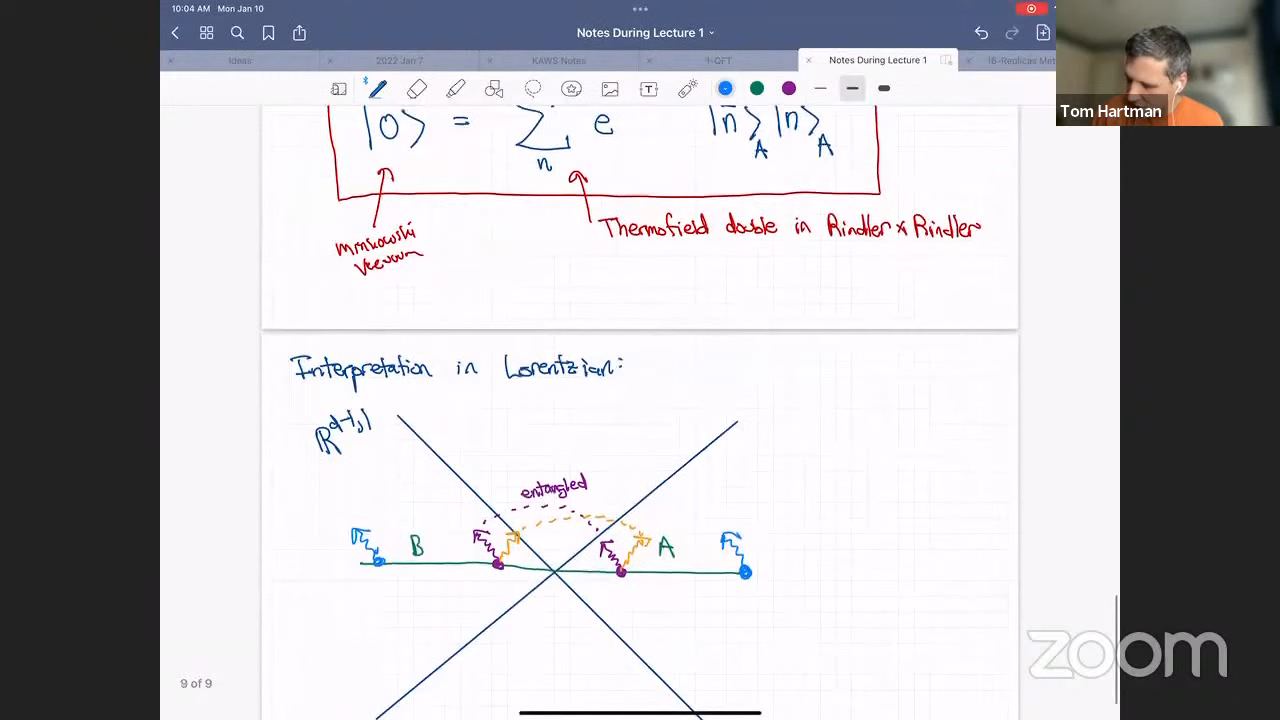 10:04 AM Mon Jan 10
Notes During Lecture 1
Ideas
2022 Jan 7
KAWS Notes
Notes During Lecture 1
Tom Hartman
|0⟩ = ∑ e |n̄⟩ |n⟩
n A A
Minkowski
Vacuum
Thermofield double in Rindler x Rindler
Interpretation in Lorentzian:
ℝ^{d-1,1}
entangled
B
A
9 of 9
zoom